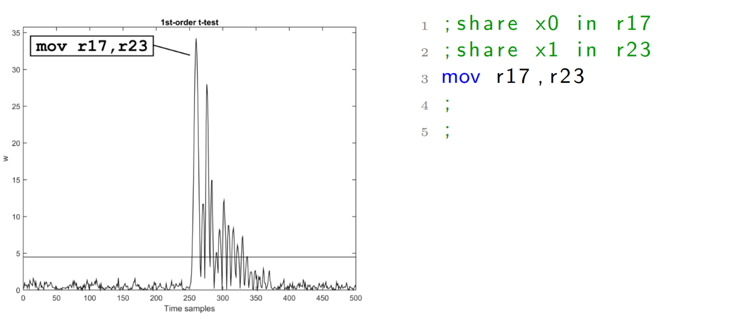 1st-order t-test
mov r17,r23
35
30
25
20
15
10
5
0
w
0 50 100 150 200 250 300 350 400 450 500
Time samples
1 ;share x0 in r17
2 ;share x1 in r23
3 mov r17,r23
4 ;
5 ;